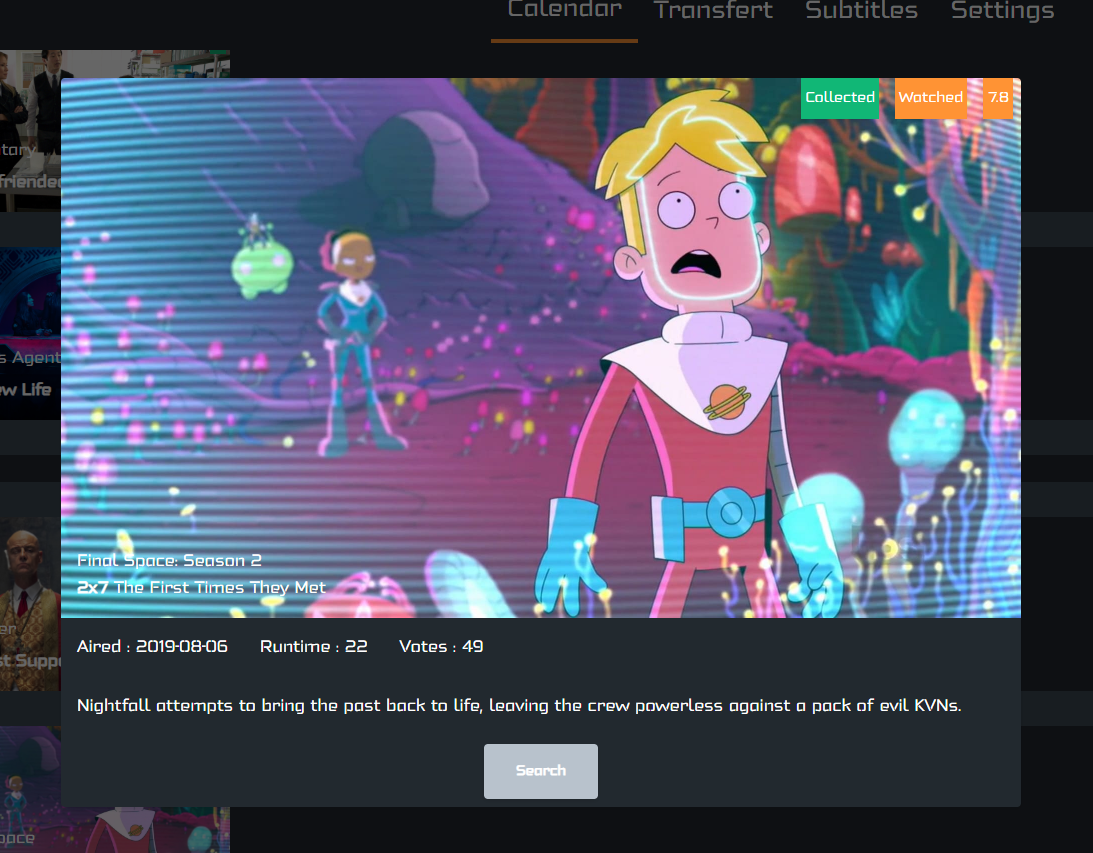 Calendar Transfert Subtitles Settings
Collected Watched 7.8
tary
friended
s Agent
ew Life
Final Space: Season 2
2x7 The First Times They Met
er
st Suppe
Aired : 2019-08-06 Runtime : 22 Votes : 49
Nightfall attempts to bring the past back to life, leaving the crew powerless against a pack of evil KVNs.
Search
pace